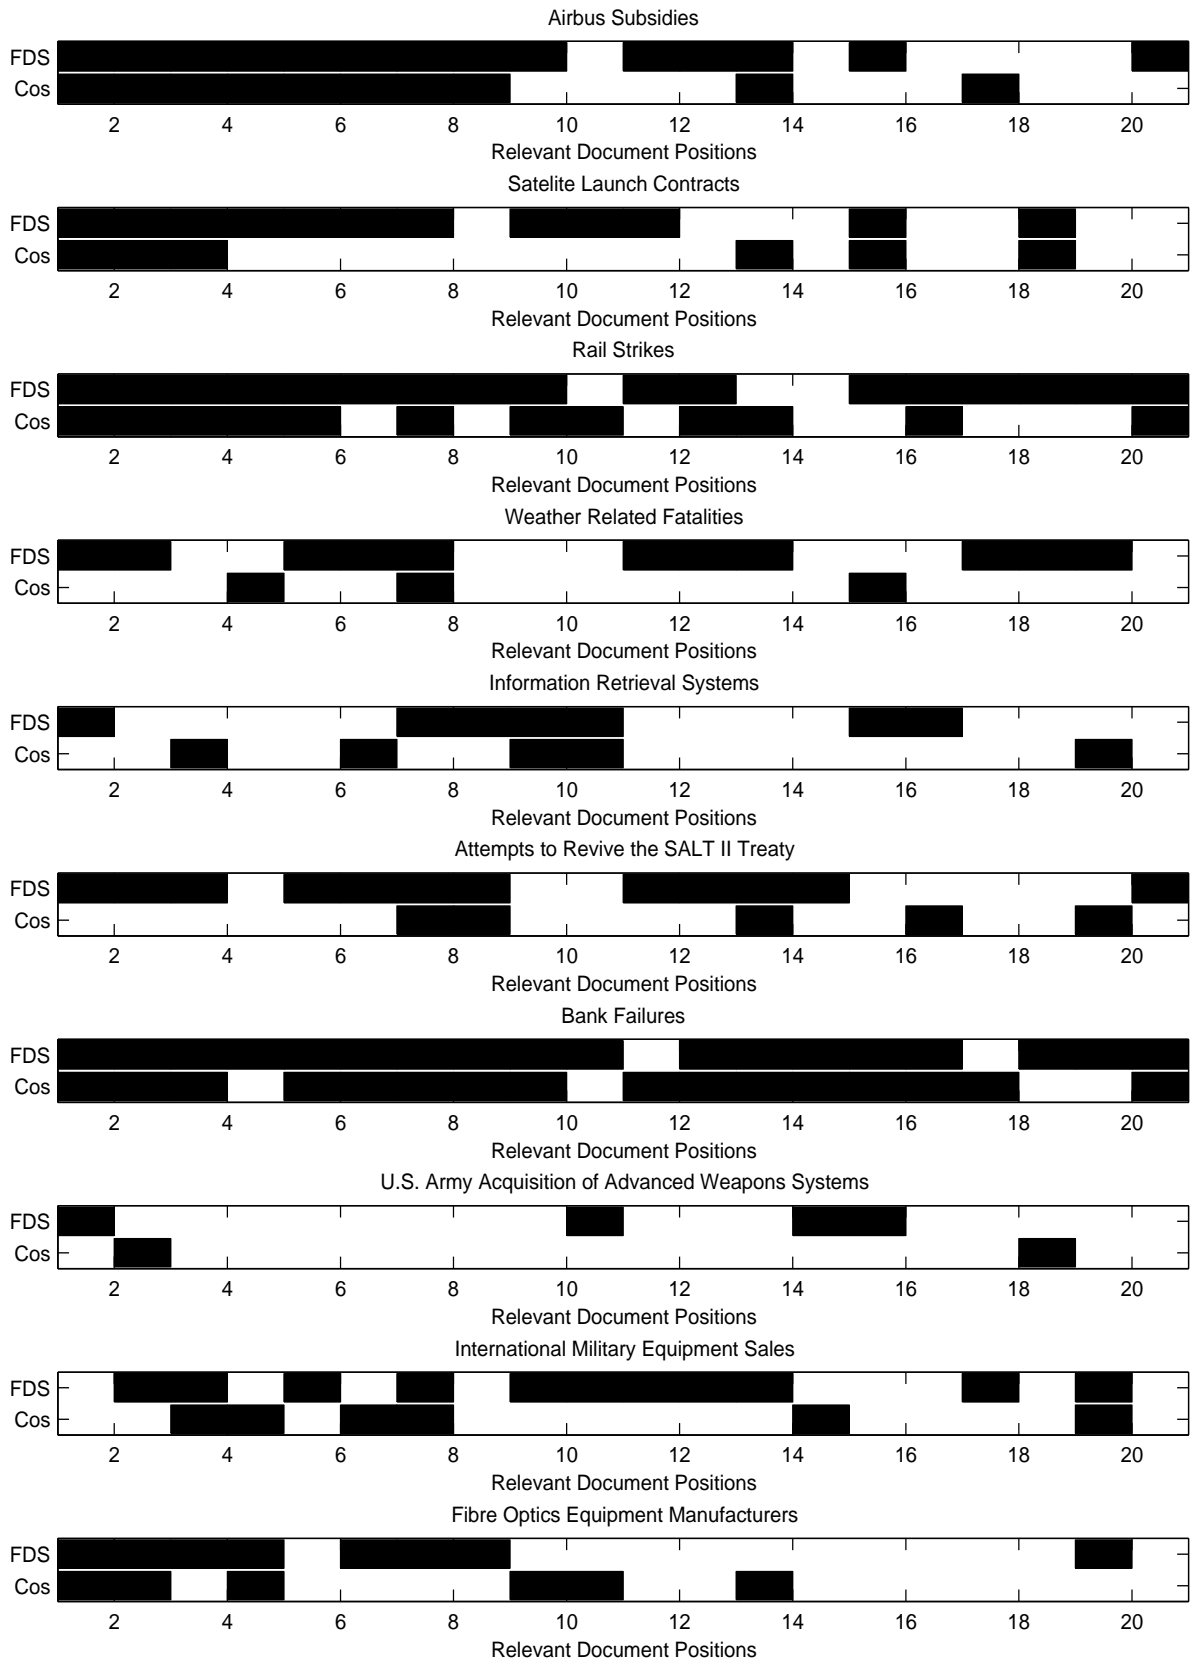 Airbus Subsidies
FDS
Cos
2 4 6 8 10 12 14 16 18 20
Relevant Document Positions
Satelite Launch Contracts
FDS
Cos
2 4 6 8 10 12 14 16 18 20
Relevant Document Positions
Rail Strikes
FDS
Cos
2 4 6 8 10 12 14 16 18 20
Relevant Document Positions
Weather Related Fatalities
FDS
Cos
2 4 6 8 10 12 14 16 18 20
Relevant Document Positions
Information Retrieval Systems
FDS
Cos
2 4 6 8 10 12 14 16 18 20
Relevant Document Positions
Attempts to Revive the SALT II Treaty
FDS
Cos
2 4 6 8 10 12 14 16 18 20
Relevant Document Positions
Bank Failures
FDS
Cos
2 4 6 8 10 12 14 16 18 20
Relevant Document Positions
U.S. Army Acquisition of Advanced Weapons Systems
FDS
Cos
2 4 6 8 10 12 14 16 18 20
Relevant Document Positions
International Military Equipment Sales
FDS
Cos
2 4 6 8 10 12 14 16 18 20
Relevant Document Positions
Fibre Optics Equipment Manufacturers
FDS
Cos
2 4 6 8 10 12 14 16 18 20
Relevant Document Positions